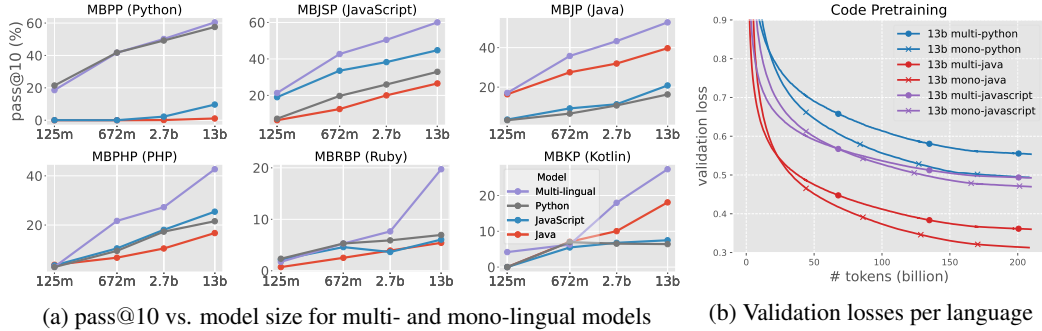 MBPP (Python)
MBJSP (JavaScript)
MBJP (Java)
pass@10 (%)
60
40
20
0
125m 672m 2.7b 13b
60
40
20
125m 672m 2.7b 13b
40
20
125m 672m 2.7b 13b
MBPHP (PHP)
MBRBP (Ruby)
MBKP (Kotlin)
40
20
125m 672m 2.7b 13b
20
10
0
125m 672m 2.7b 13b
20
10
0
125m 672m 2.7b 13b
Model
Multi-lingual
Python
JavaScript
Java
(a) pass@10 vs. model size for multi- and mono-lingual models
Code Pretraining
validation loss
0.9
0.8
0.7
0.6
0.5
0.4
0.3
13b multi-python
13b mono-python
13b multi-java
13b mono-java
13b multi-javascript
13b mono-javascript
0 50 100 150 200
# tokens (billion)
(b) Validation losses per language